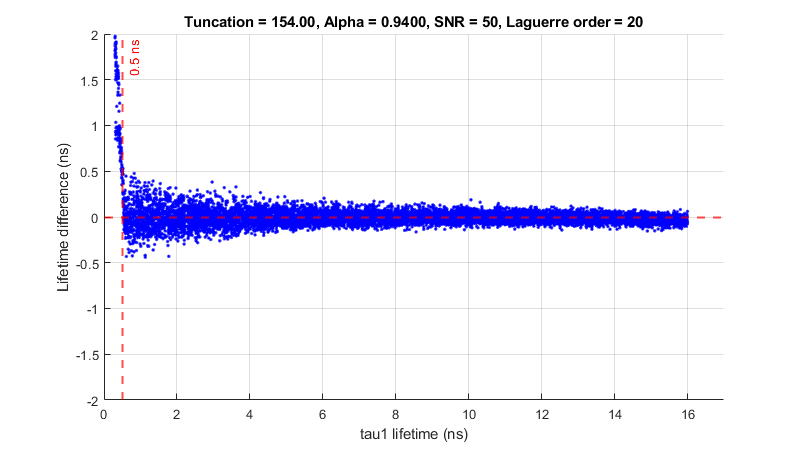 Tuncation = 154.00, Alpha = 0.9400, SNR = 50, Laguerre order = 20
2
1.5
1
0.5
0
-0.5
-1
-1.5
-2
Lifetime difference (ns)
0.5 ns
0 2 4 6 8 10 12 14 16
tau1 lifetime (ns)